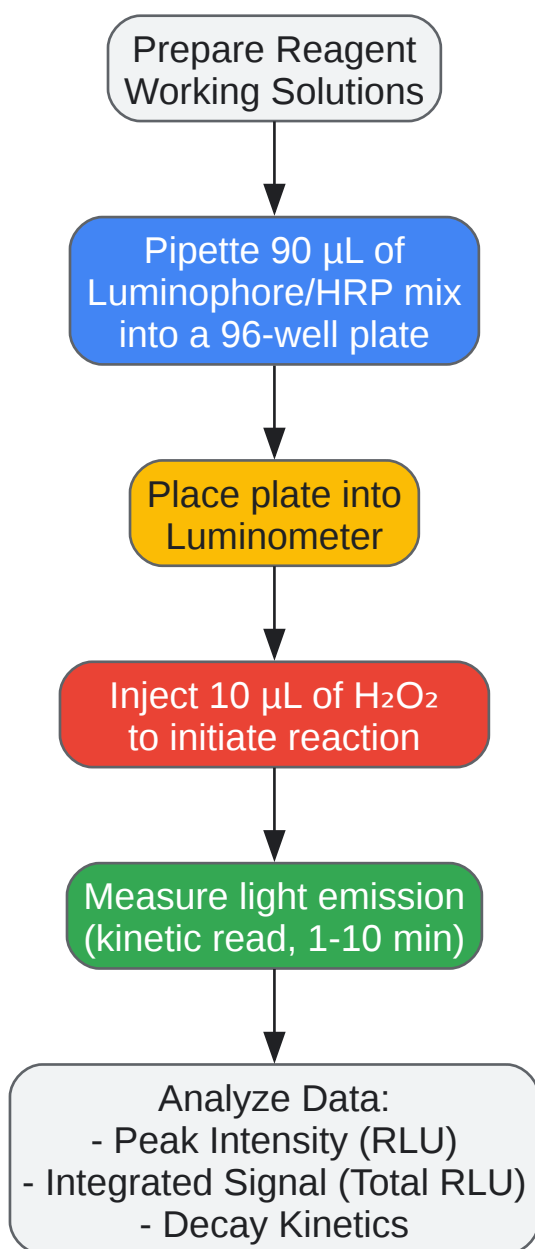 Prepare Reagent
Working Solutions
Pipette 90 µL of
Luminophore/HRP mix
into a 96-well plate
Place plate into
Luminometer
Inject 10 µL of H₂O₂
to initiate reaction
Measure light emission
(kinetic read, 1-10 min)
Analyze Data:
- Peak Intensity (RLU)
- Integrated Signal (Total RLU)
- Decay Kinetics